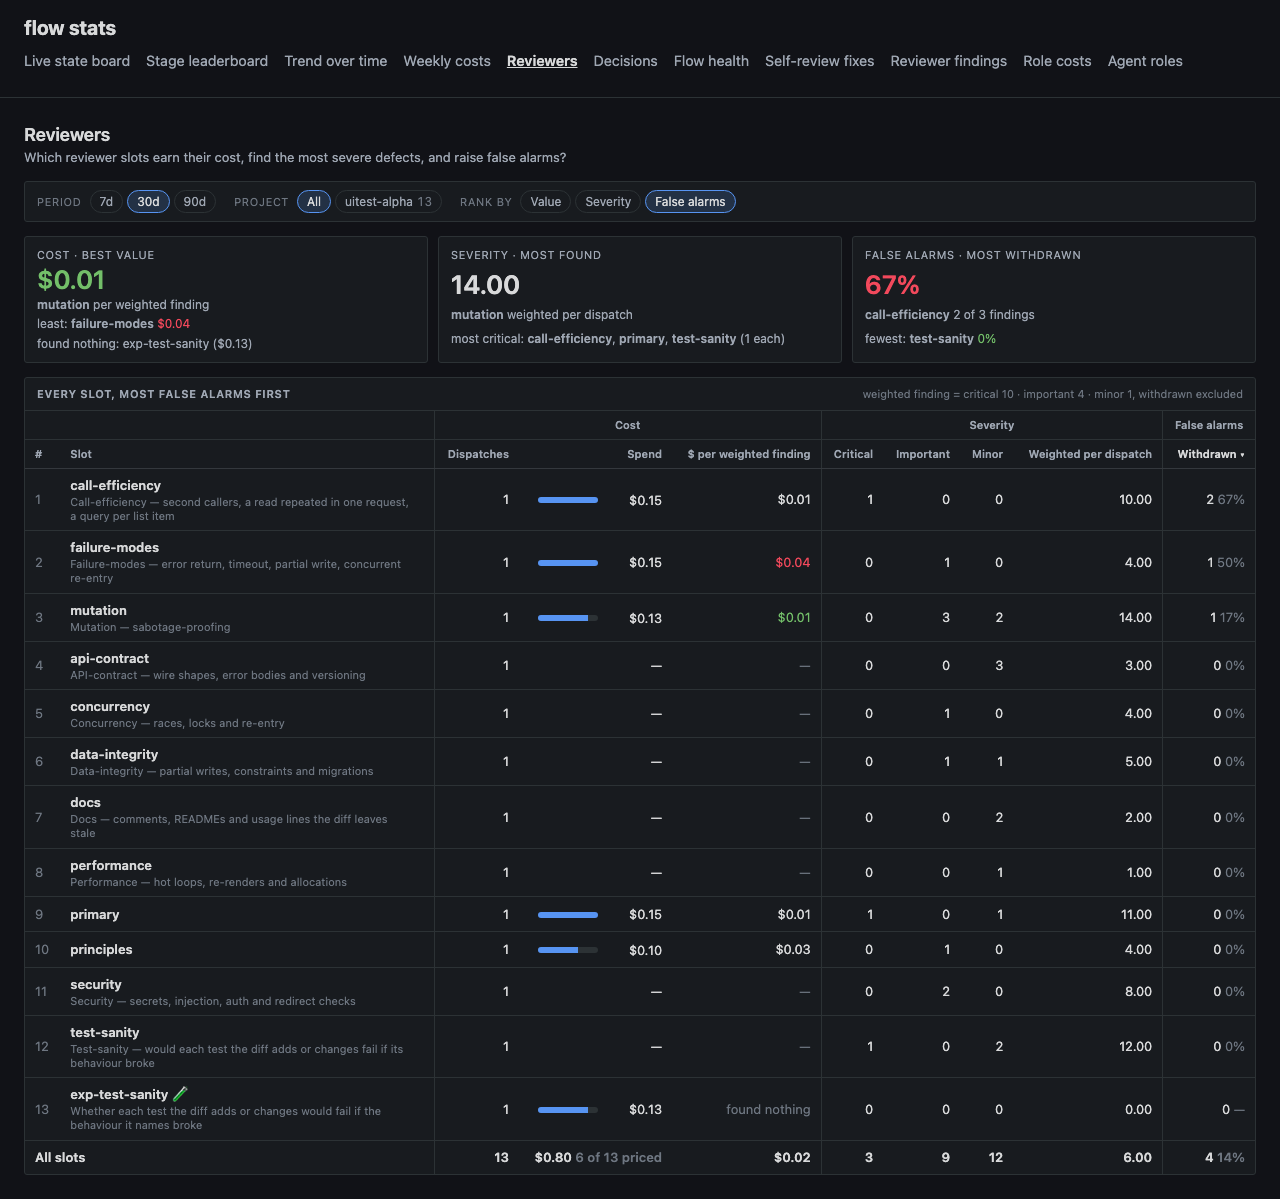 flow stats
Live state board Stage leaderboard Trend over time Weekly costs Reviewers Decisions Flow health Self-review fixes Reviewer findings Role costs Agent roles
Reviewers
Which reviewer slots earn their cost, find the most severe defects, and raise false alarms?
PERIOD 7d 30d 90d PROJECT All uitest-alpha 13 RANK BY Value Severity False alarms
COST · BEST VALUE
$0.01
mutation per weighted finding
least: failure-modes $0.04
found nothing: exp-test-sanity ($0.13)
SEVERITY · MOST FOUND
14.00
mutation weighted per dispatch
most critical: call-efficiency, primary, test-sanity (1 each)
FALSE ALARMS · MOST WITHDRAWN
67%
call-efficiency 2 of 3 findings
fewest: test-sanity 0%
EVERY SLOT, MOST FALSE ALARMS FIRST weighted finding = critical 10 · important 4 · minor 1, withdrawn excluded
Cost Severity False alarms
# Slot Dispatches Spend $ per weighted finding Critical Important Minor Weighted per dispatch Withdrawn ▾
1 call-efficiency 1 $0.15 $0.01 1 0 0 10.00 2 67%
Call-efficiency — second callers, a read repeated in one request,
a query per list item
2 failure-modes 1 $0.15 $0.04 0 1 0 4.00 1 50%
Failure-modes — error return, timeout, partial write, concurrent
re-entry
3 mutation 1 $0.13 $0.01 0 3 2 14.00 1 17%
Mutation — sabotage-proofing
4 api-contract 1 — — 0 0 3 3.00 0 0%
API-contract — wire shapes, error bodies and versioning
5 concurrency 1 — — 0 1 0 4.00 0 0%
Concurrency — races, locks and re-entry
6 data-integrity 1 — — 0 1 1 5.00 0 0%
Data-integrity — partial writes, constraints and migrations
7 docs 1 — — 0 0 2 2.00 0 0%
Docs — comments, READMEs and usage lines the diff leaves
stale
8 performance 1 — — 0 0 1 1.00 0 0%
Performance — hot loops, re-renders and allocations
9 primary 1 $0.15 $0.01 1 0 1 11.00 0 0%
10 principles 1 $0.10 $0.03 0 1 0 4.00 0 0%
11 security 1 — — 0 2 0 8.00 0 0%
Security — secrets, injection, auth and redirect checks
12 test-sanity 1 — — 1 0 2 12.00 0 0%
Test-sanity — would each test the diff adds or changes fail if its
behaviour broke
13 exp-test-sanity 1 $0.13 found nothing 0 0 0 0.00 0 —
Whether each test the diff adds or changes would fail if the
behaviour it names broke
All slots 13 $0.80 6 of 13 priced $0.02 3 9 12 6.00 4 14%